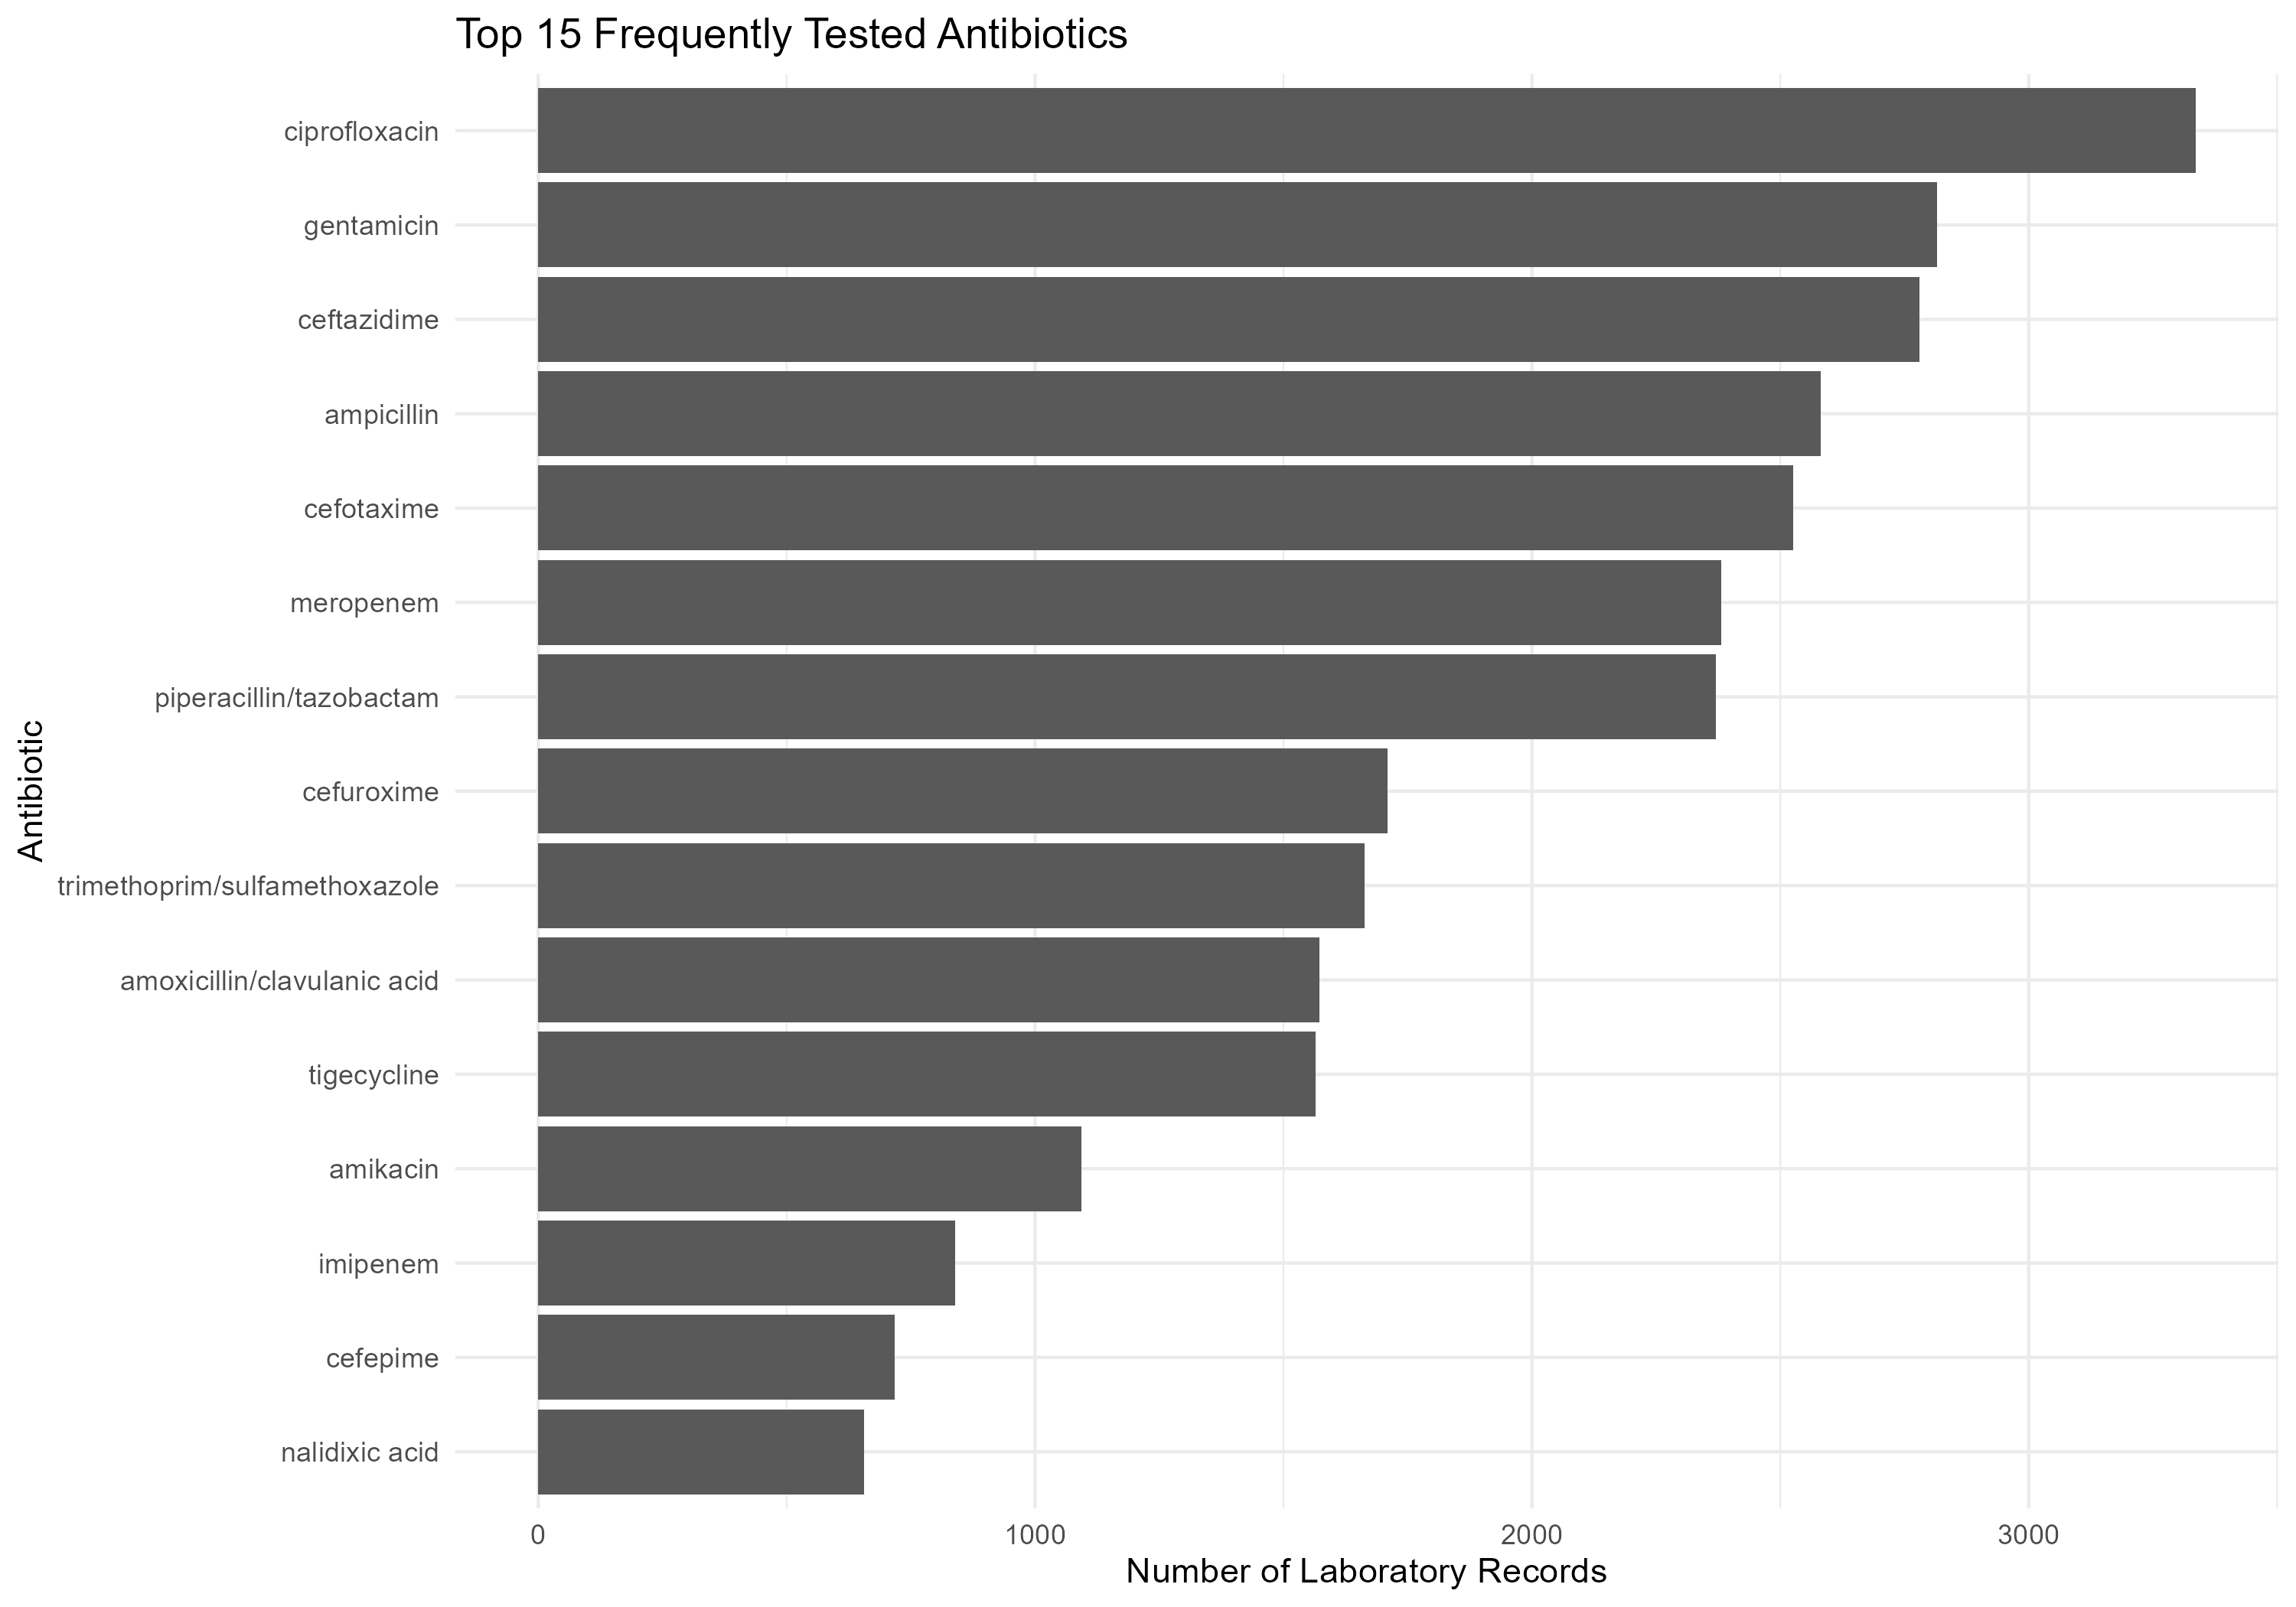 Top 15 Frequently Tested Antibiotics
Antibiotic
ciprofloxacin
gentamicin
ceftazidime
ampicillin
cefotaxime
meropenem
piperacillin/tazobactam
cefuroxime
trimethoprim/sulfamethoxazole
amoxicillin/clavulanic acid
tigecycline
amikacin
imipenem
cefepime
nalidixic acid
0 1000 2000 3000
Number of Laboratory Records